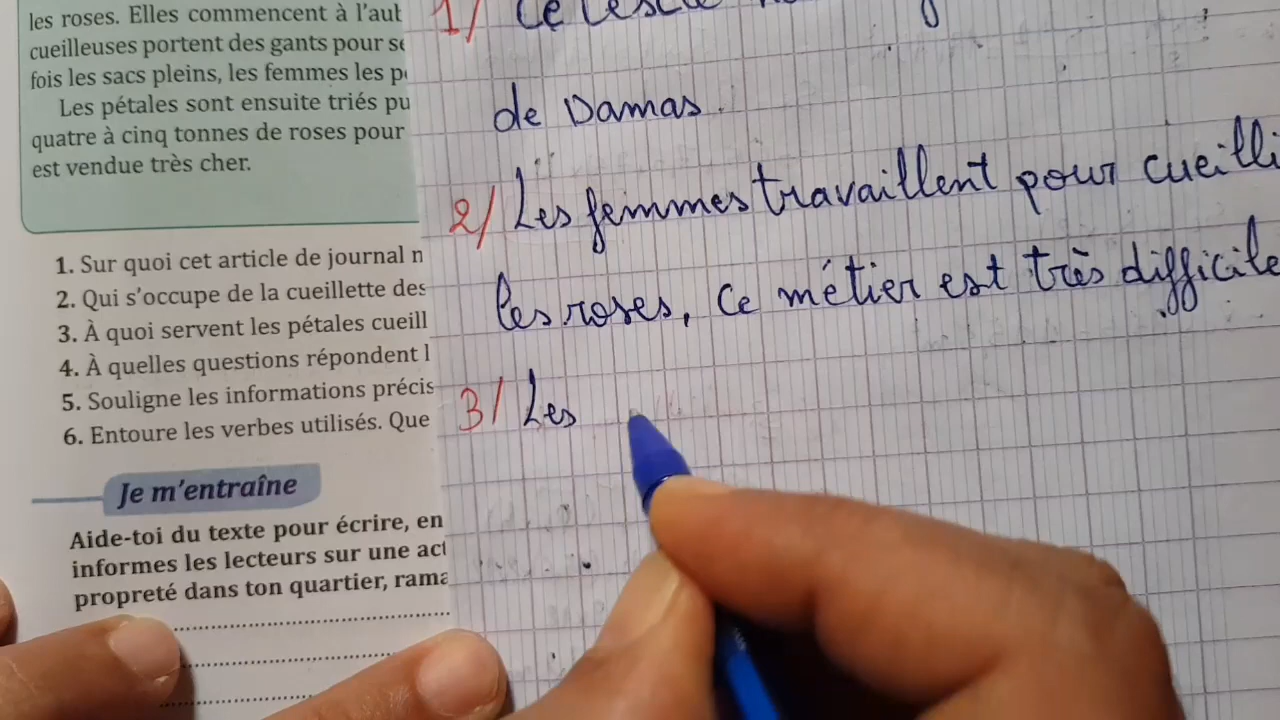 les roses. Elles commencent à l'aub
cueilleuses portent des gants pour se
fois les sacs pleins, les femmes les p
Les pétales sont ensuite triés pu
quatre à cinq tonnes de roses pour
est vendue très cher.
1. Sur quoi cet article de journal n
2. Qui s'occupe de la cueillette des
3. À quoi servent les pétales cueill
4. À quelles questions répondent l
5. Souligne les informations précis
6. Entoure les verbes utilisés. Que
Je m'entraîne
Aide-toi du texte pour écrire, en
informes les lecteurs sur une act
propreté dans ton quartier, rama
1/ Ce
de Damas.
2/ Les femmes travaillent pour cueilli
les roses, ce métier est très difficile
3/ Les